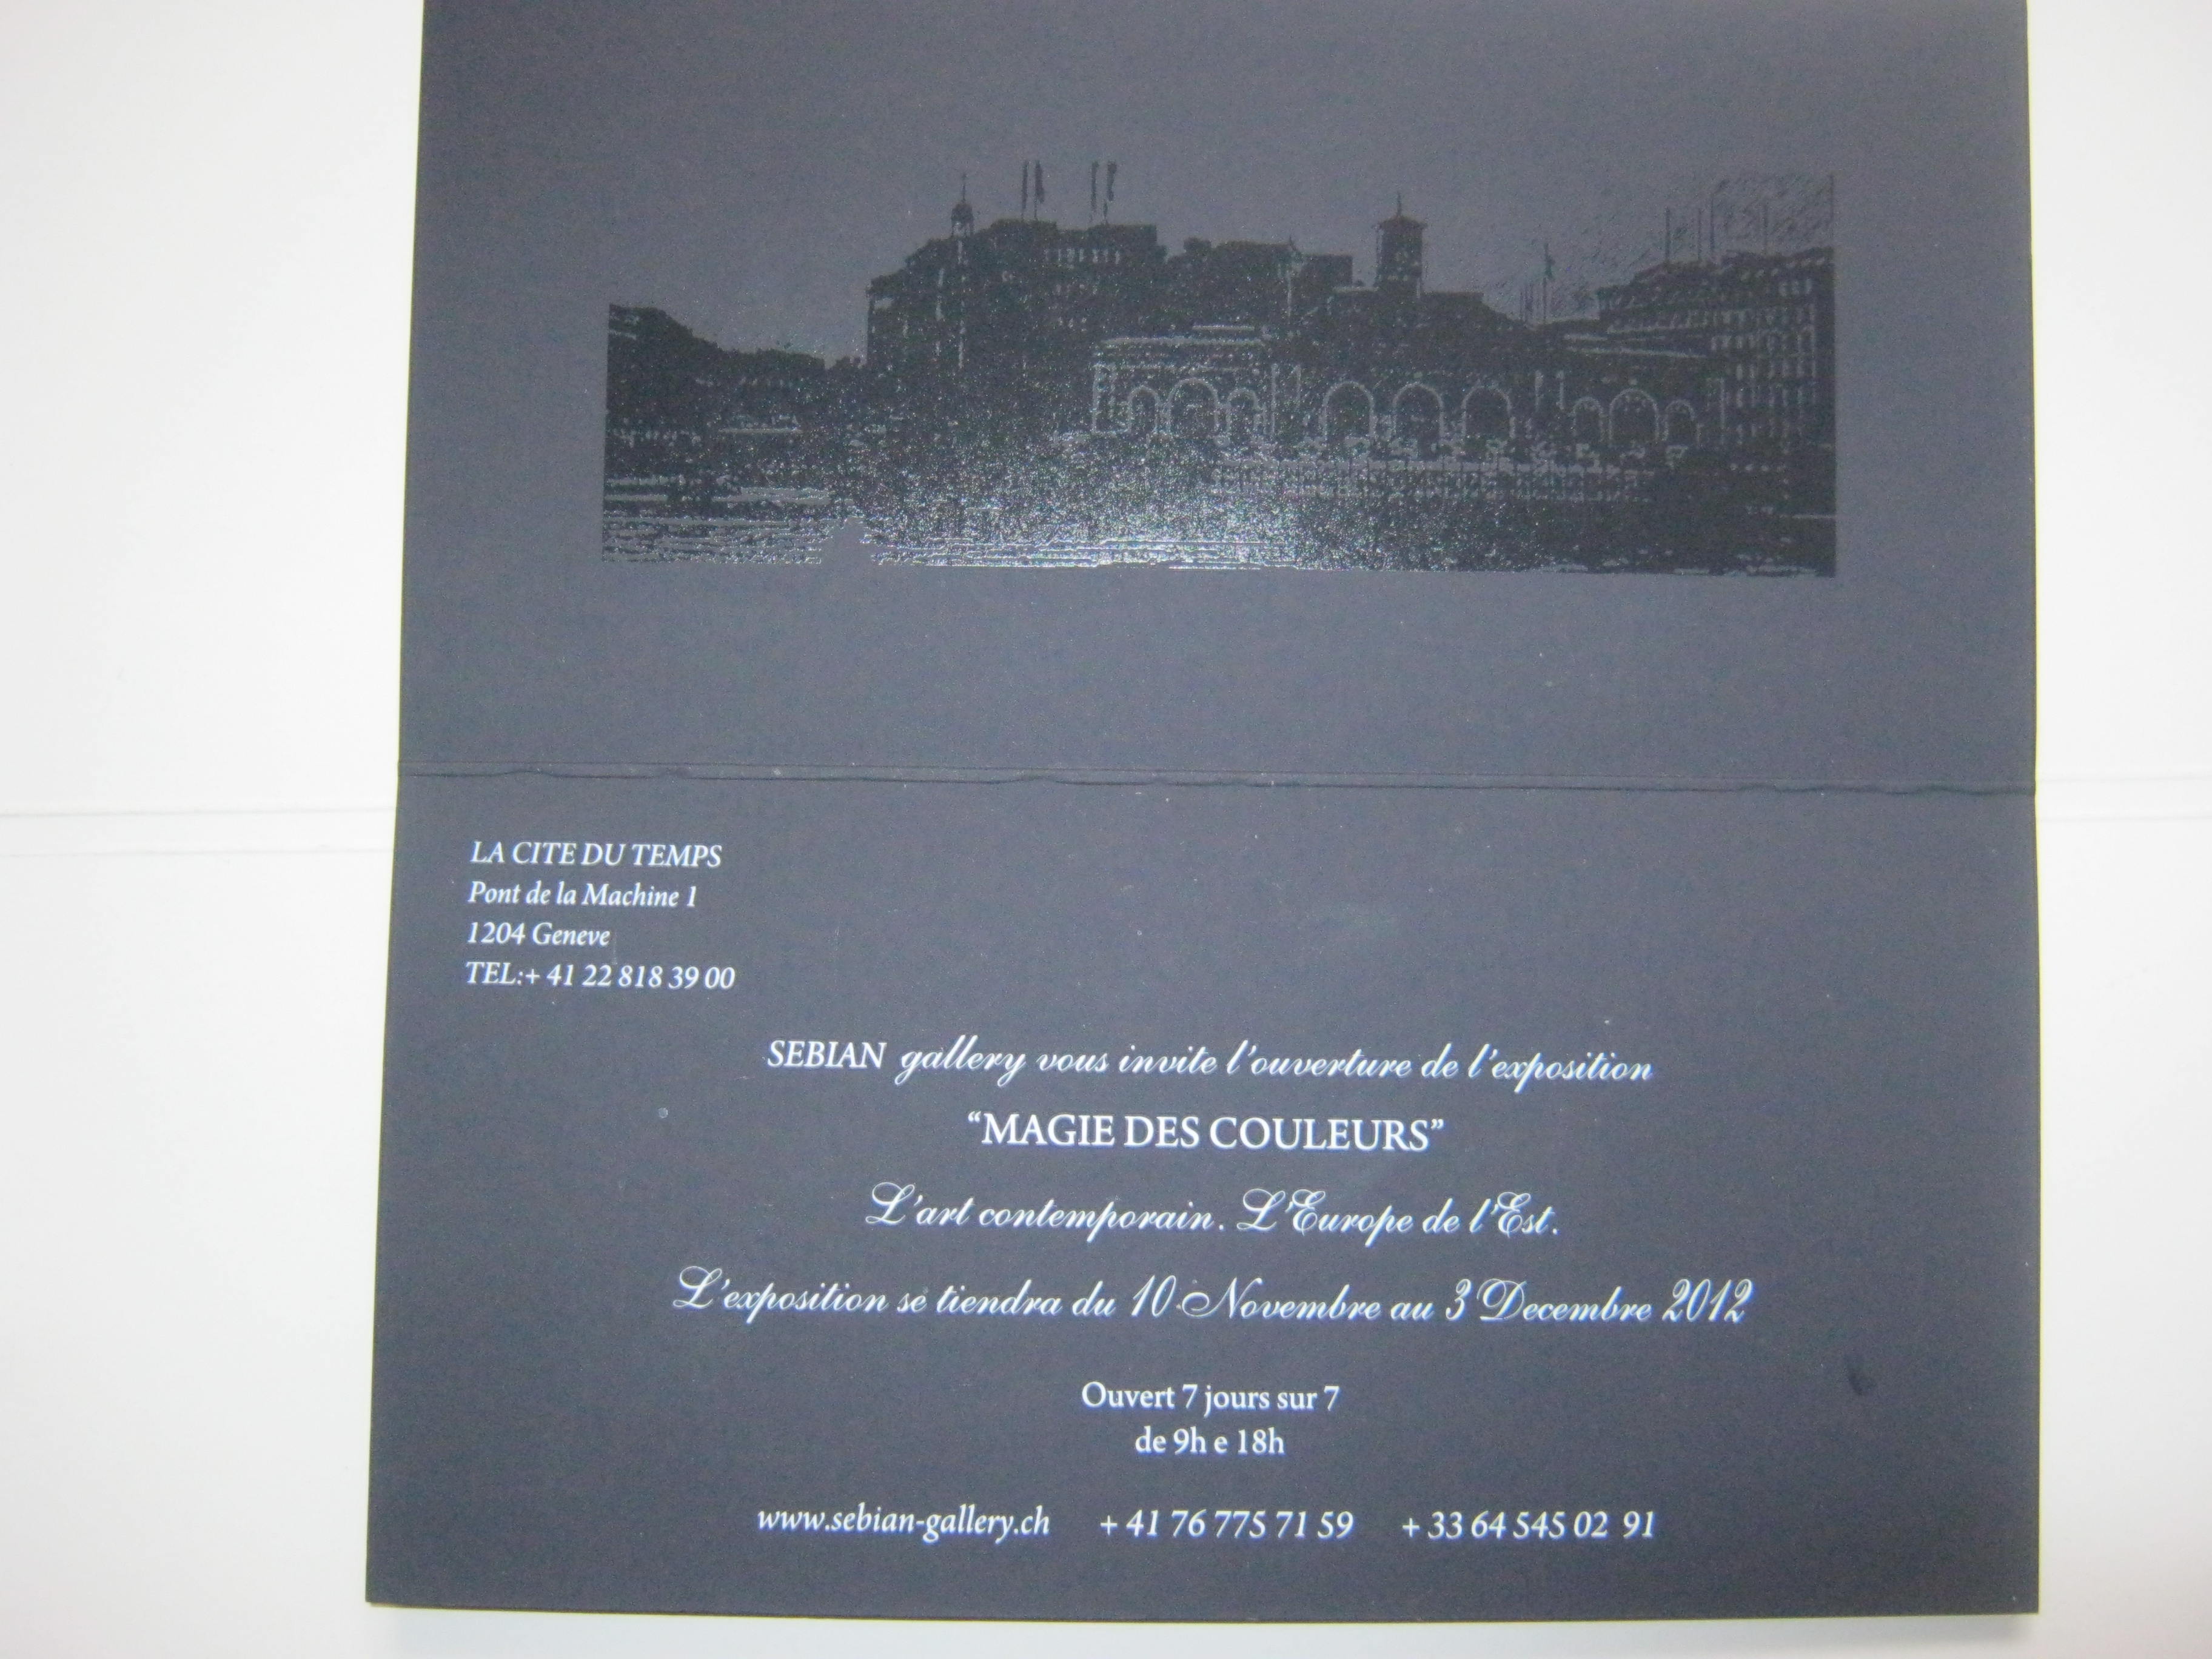 LA CITE DU TEMPS
Pont de la Machine 1
1204 Geneve
TEL:+ 41 22 818 39 00
SEBIAN gallery vous invite l'ouverture de l'exposition
“MAGIE DES COULEURS”
L'art contemporain. L'Europe de l'Est.
L'exposition se tiendra du 10 Novembre au 3 Decembre 2012
Ouvert 7 jours sur 7
de 9h e 18h
www.sebian-gallery.ch + 41 76 775 71 59 + 33 64 545 02 91